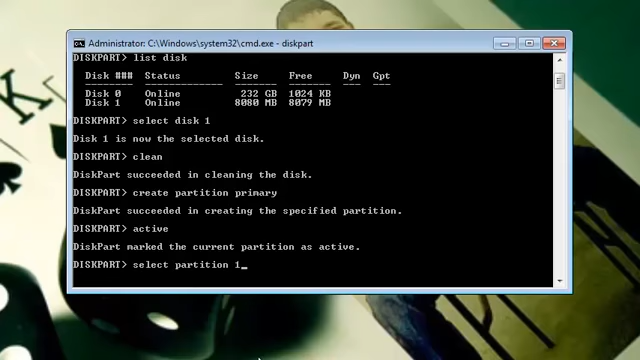 Administrator: C:\Windows\system32\cmd.exe - diskpart
DISKPART> list disk
Disk ### Status Size Free Dyn Gpt
-------- ------------- ------- ------- --- ---
Disk 0 Online 232 GB 1024 KB
Disk 1 Online 8080 MB 8079 MB
DISKPART> select disk 1
Disk 1 is now the selected disk.
DISKPART> clean
DiskPart succeeded in cleaning the disk.
DISKPART> create partition primary
DiskPart succeeded in creating the specified partition.
DISKPART> active
DiskPart marked the current partition as active.
DISKPART> select partition 1_
K